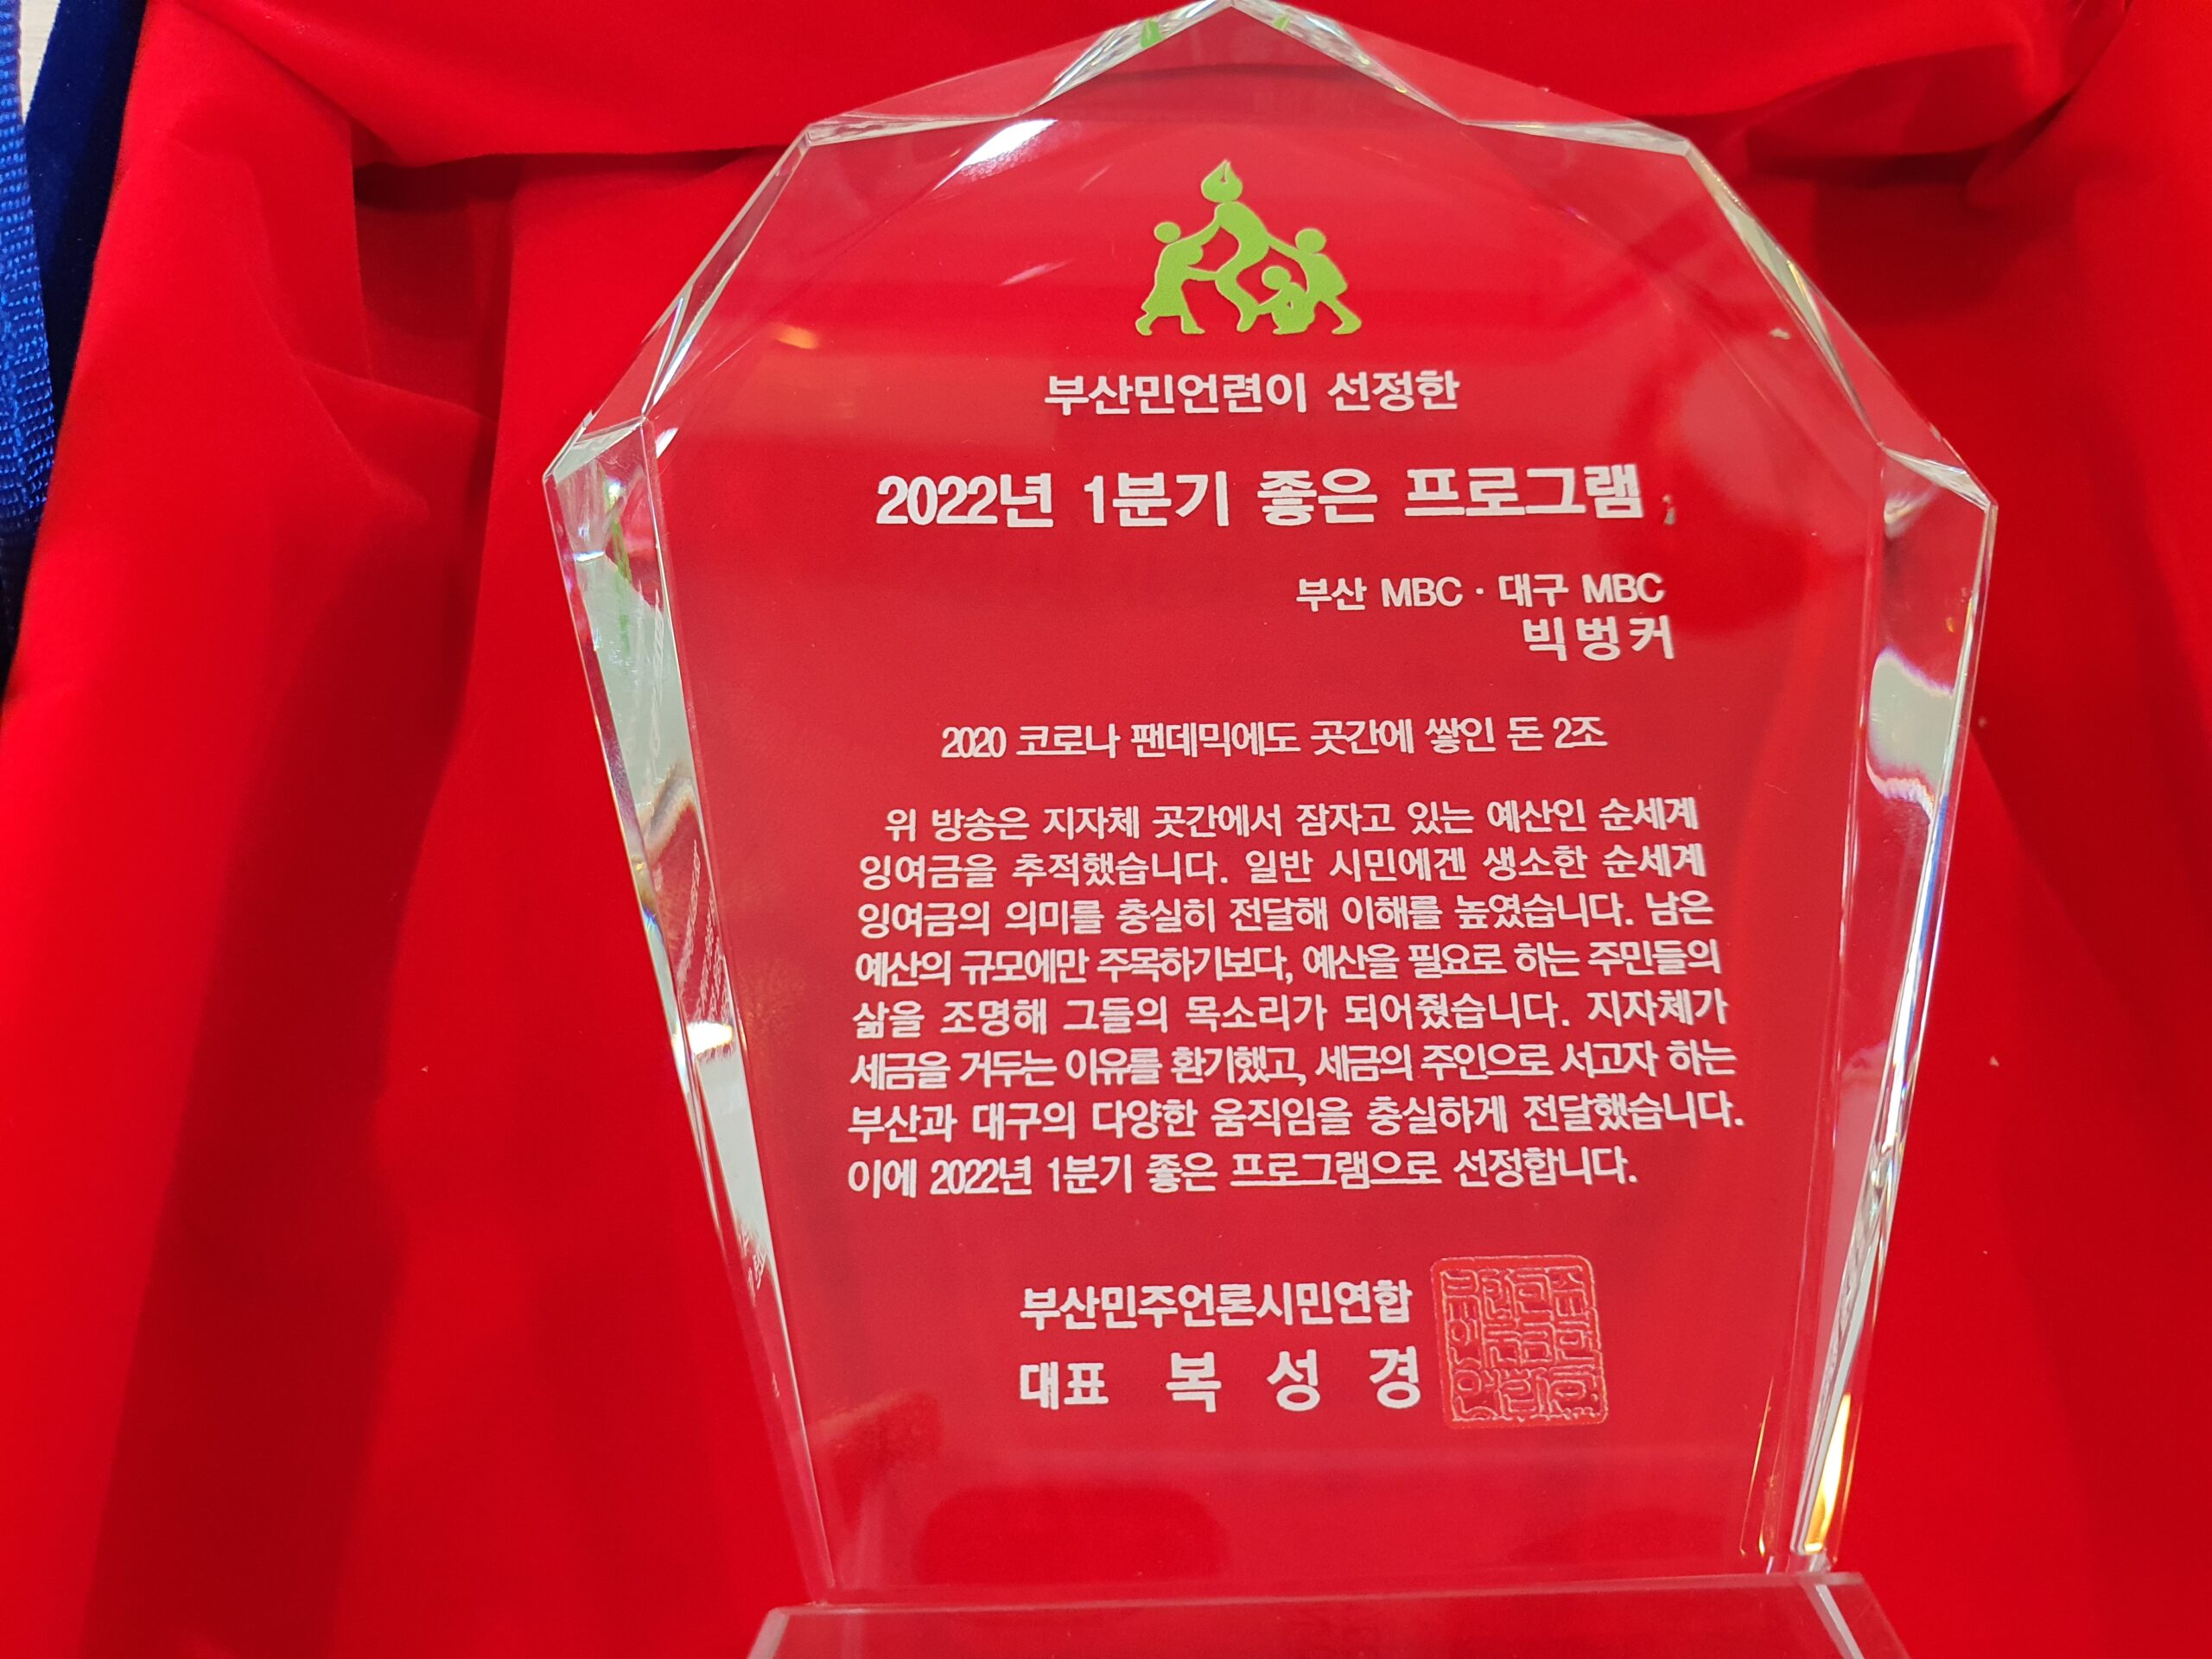 부산민언련이 선정한
2022년 1분기 좋은 프로그램
부산 MBC · 대구 MBC
빅벙커
2020 코로나 팬데믹에도 곳간에 쌓인 돈 2조
위 방송은 지자체 곳간에서 잠자고 있는 예산인 순세계
잉여금을 추적했습니다. 일반 시민에겐 생소한 순세계
잉여금의 의미를 충실히 전달해 이해를 높였습니다. 남은
예산의 규모에만 주목하기보다, 예산을 필요로 하는 주민들의
삶을 조명해 그들의 목소리가 되어줬습니다. 지자체가
세금을 거두는 이유를 환기했고, 세금의 주인으로 서고자 하는
부산과 대구의 다양한 움직임을 충실하게 전달했습니다.
이에 2022년 1분기 좋은 프로그램으로 선정합니다.
부산민주언론시민연합
대표 복 성 경